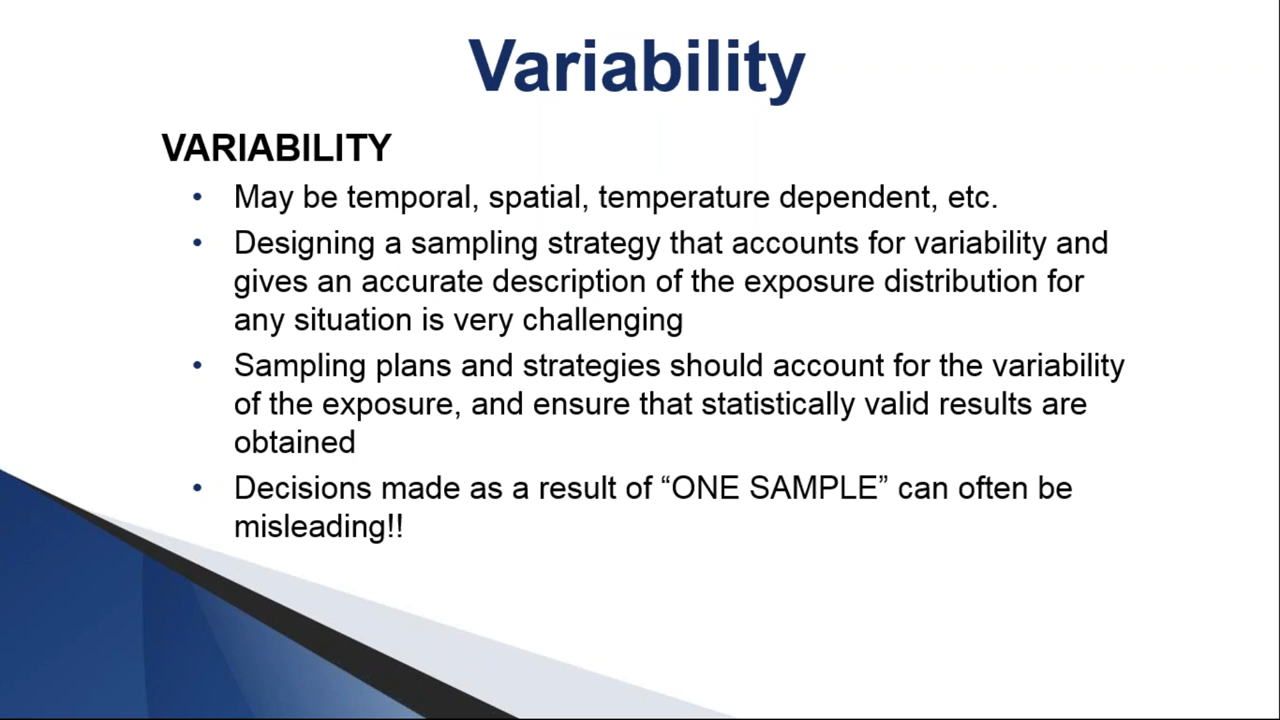 Variability
VARIABILITY
• May be temporal, spatial, temperature dependent, etc.
• Designing a sampling strategy that accounts for variability and
gives an accurate description of the exposure distribution for
any situation is very challenging
• Sampling plans and strategies should account for the variability
of the exposure, and ensure that statistically valid results are
obtained
• Decisions made as a result of “ONE SAMPLE” can often be
misleading!!